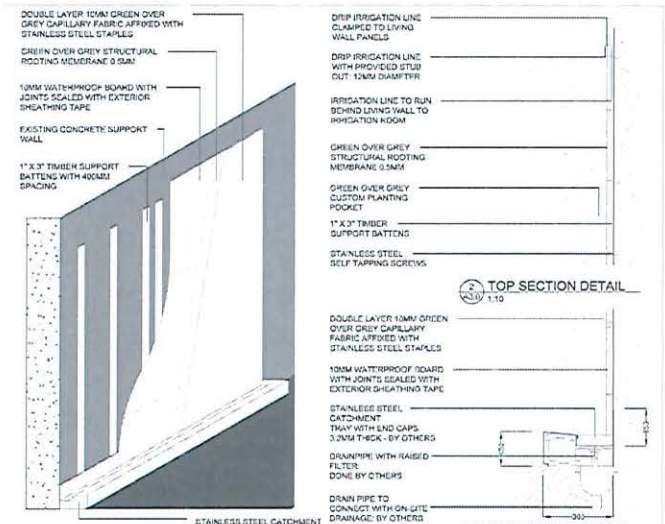 DOUBLE LAYER 10MM GREEN OVER
GREY CAPILLARY FABRIC AFFIXED WITH
STAINLESS STEEL STAPLES
GREEN OVER GREY STRUCTURAL
ROOTING MEMBRANE 0.5MM
10MM WATERPROOF BOARD WITH
JOINTS SEALED WITH EXTERIOR
SHEATHING TAPE
EXISTING CONCRETE SUPPORT
WALL
1" X 3" TIMBER SUPPORT
BATTENS WITH 400MM
SPACING
STAINLESS STEEL CATCHMENT
DRIP IRRIGATION LINE
CLAMPED TO LIVING
WALL PANELS
DRIP IRRIGATION LINE
WITH PROVIDED STUB
OUT: 12MM DIAMETER
IRRIGATION LINE TO RUN
BEHIND LIVING WALL TO
IRRIGATION ROOM
GREEN OVER GREY
STRUCTURAL ROOTING
MEMBRANE 0.5MM
GREEN OVER GREY
CUSTOM PLANTING
POCKET
1" X 3" TIMBER
SUPPORT BATTENS
STAINLESS STEEL
SELF TAPPING SCREWS
2
A3.0
TOP SECTION DETAIL
1:10
DOUBLE LAYER 10MM GREEN
OVER GREY CAPILLARY
FABRIC AFFIXED WITH
STAINLESS STEEL STAPLES
10MM WATERPROOF BOARD
WITH JOINTS SEALED WITH
EXTERIOR SHEATHING TAPE
STAINLESS STEEL
CATCHMENT
TRAY WITH END CAPS
3.2MM THICK - BY OTHERS
DRAINPIPE WITH RAISED
FILTER:
DONE BY OTHERS
DRAIN PIPE TO
CONNECT WITH ON-SITE
DRAINAGE: BY OTHERS
300